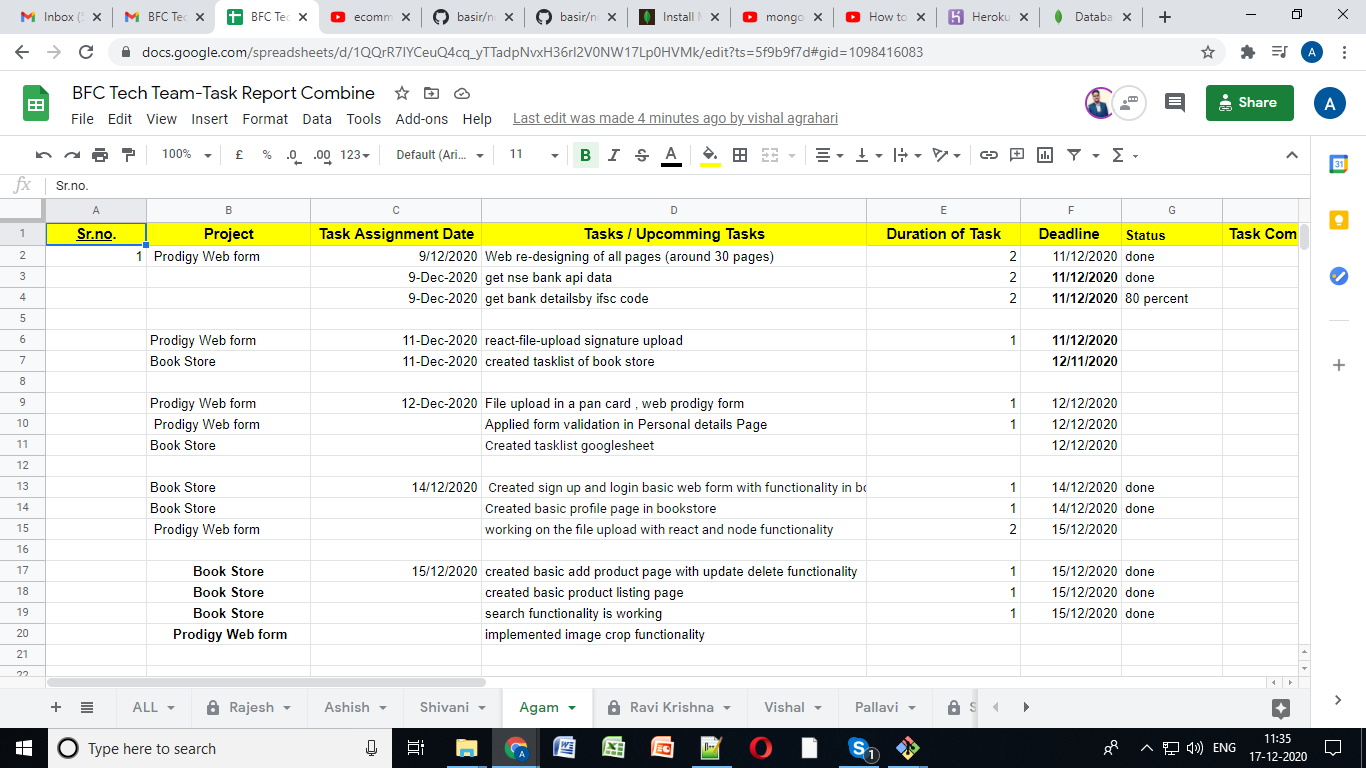 Inbox (
BFC Tec
BFC Tec
ecomm
basir/n
basir/n
Install M
mongo
How to
Heroku
Databa
docs.google.com/spreadsheets/d/1QQrR7IYCeuQ4cq_yTTadpNvxH36rI2V0NW17Lp0HVMk/edit?ts=5f9b9f7d#gid=1098416083
A
BFC Tech Team-Task Report Combine
File Edit View Insert Format Data Tools Add-ons Help Last edit was made 4 minutes ago by vishal agrahari
Share
A
100% £ % .0 .00 123 Default (Ari... 11 B I S A
31
fx Sr.no.
A B C D E F G
1 Sr.no. Project Task Assignment Date Tasks / Upcomming Tasks Duration of Task Deadline Status Task Com
2 1 Prodigy Web form 9/12/2020 Web re-designing of all pages (around 30 pages) 2 11/12/2020 done
3 9-Dec-2020 get nse bank api data 2 11/12/2020 done
4 9-Dec-2020 get bank detailsby ifsc code 2 11/12/2020 80 percent
5
6 Prodigy Web form 11-Dec-2020 react-file-upload signature upload 1 11/12/2020
7 Book Store 11-Dec-2020 created tasklist of book store 12/11/2020
8
9 Prodigy Web form 12-Dec-2020 File upload in a pan card , web prodigy form 1 12/12/2020
10 Prodigy Web form Applied form validation in Personal details Page 1 12/12/2020
11 Book Store Created tasklist googlesheet 12/12/2020
12
13 Book Store 14/12/2020 Created sign up and login basic web form with functionality in bo 1 14/12/2020 done
14 Book Store Created basic profile page in bookstore 1 14/12/2020 done
15 Prodigy Web form working on the file upload with react and node functionality 2 15/12/2020
16
17 Book Store 15/12/2020 created basic add product page with update delete functionality 1 15/12/2020 done
18 Book Store created basic product listing page 1 15/12/2020 done
19 Book Store search functionality is working 1 15/12/2020 done
20 Prodigy Web form implemented image crop functionality
21
22
ALL Rajesh Ashish Shivani Agam Ravi Krishna Vishal Pallavi S
Type here to search
1
ENG
11:35
17-12-2020